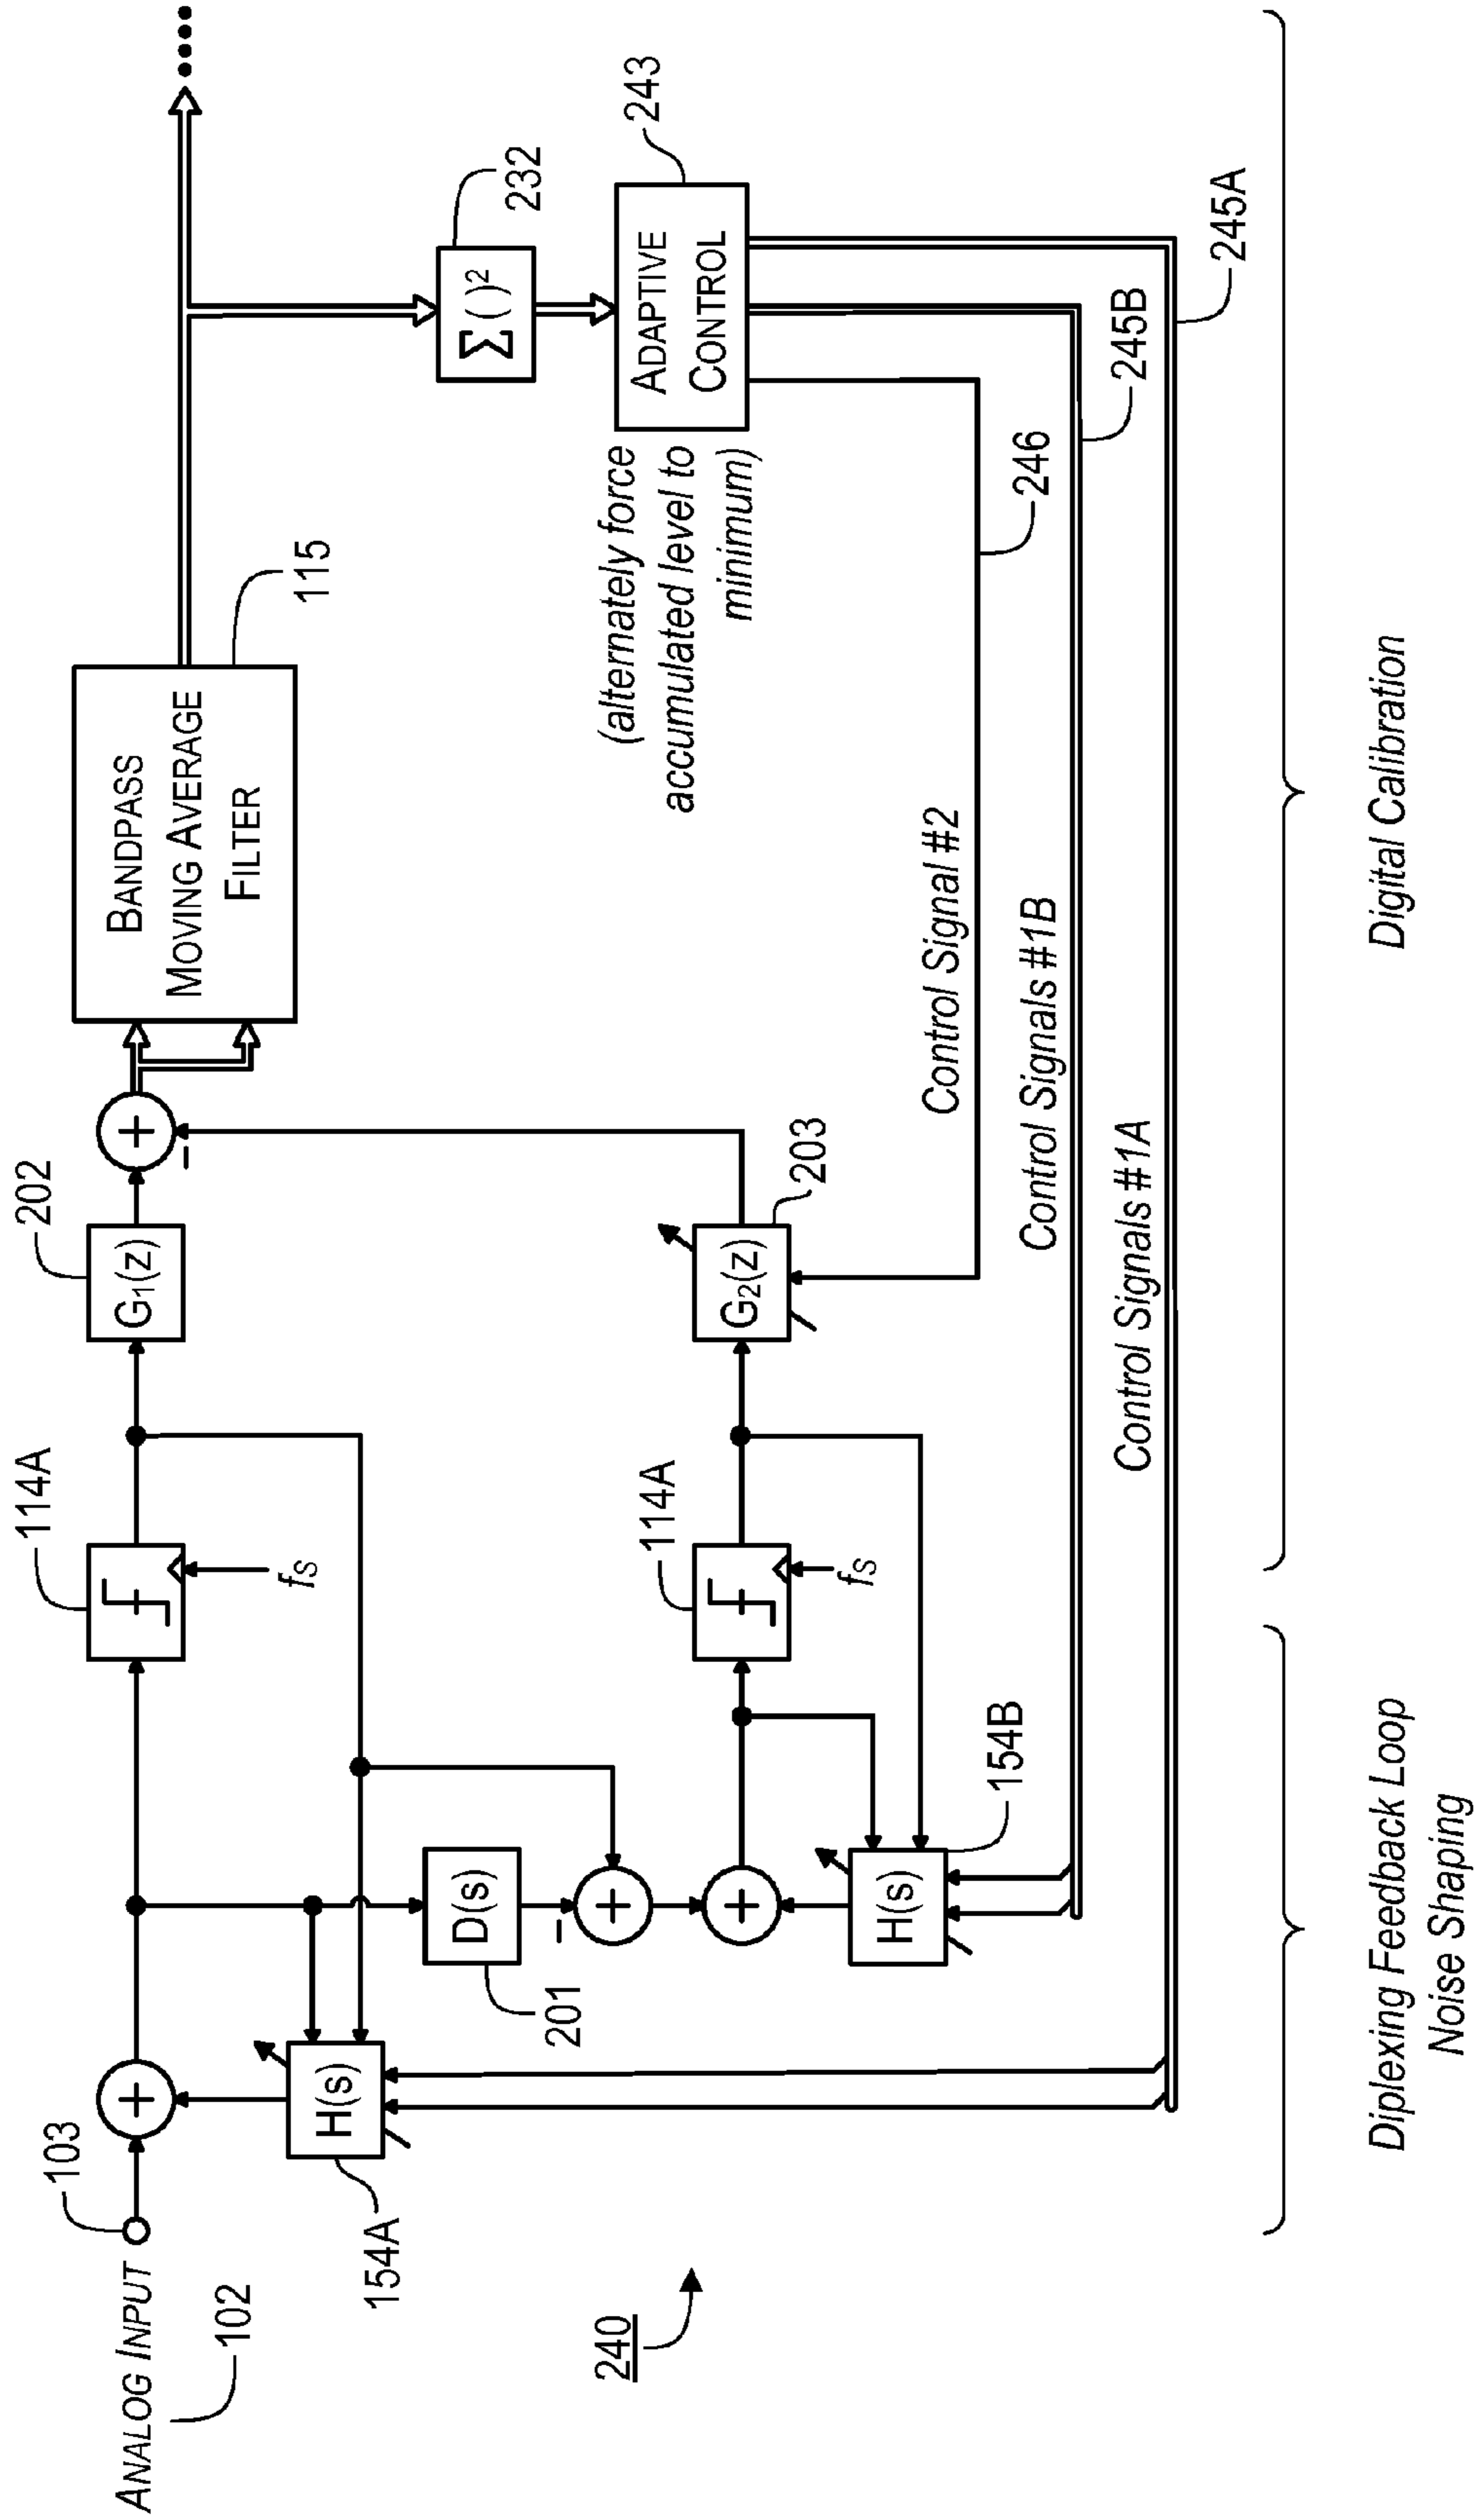 ANALOG INPUT
102
103
154A
H(s)
+
114A
fs
202
G1(z)
+
−
BANDPASS
MOVING AVERAGE
FILTER
115
D(s)
201
−
+
+
H(s)
154B
114A
fs
G2(z)
203
Σ ( )²
232
ADAPTIVE
CONTROL
243
(alternately force
accumulated level to
minimum)
Control Signal #2
246
Control Signals #1B
245B
Control Signals #1A
245A
240
Diplexing Feedback Loop
Noise Shaping
Digital Calibration